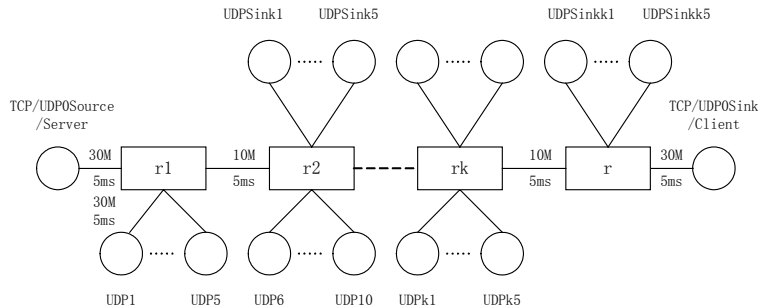 UDPSink1 UDPSink5 UDPSinkk1 UDPSinkk5
TCP/UDP0Source
/Server
TCP/UDP0Sink
/Client
30M 10M 10M 30M
r1 r2 rk r
5ms 5ms 5ms 5ms
30M
5ms
UDP1 UDP5 UDP6 UDP10 UDPk1 UDPk5